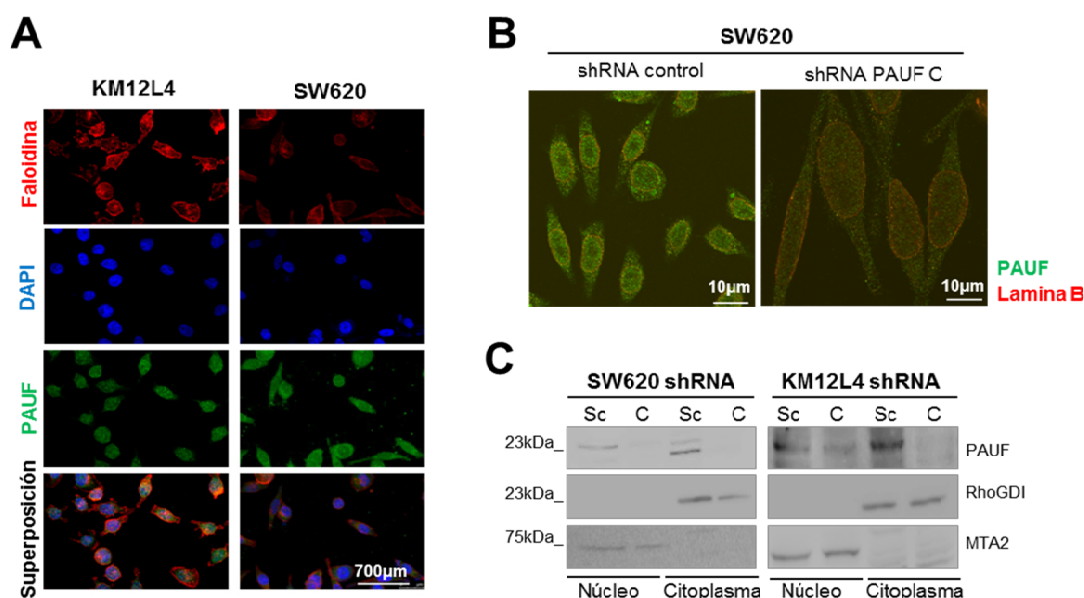 A
KM12L4 SW620
Faloidina
DAPI
PAUF
Superposición
700µm
B
SW620
shRNA control shRNA PAUF C
10µm 10µm
PAUF
Lamina B
C
SW620 shRNA KM12L4 shRNA
Sc C Sc C Sc C Sc C
23kDa_ PAUF
23kDa_ RhoGDI
75kDa_ MTA2
Núcleo Citoplasma Núcleo Citoplasma